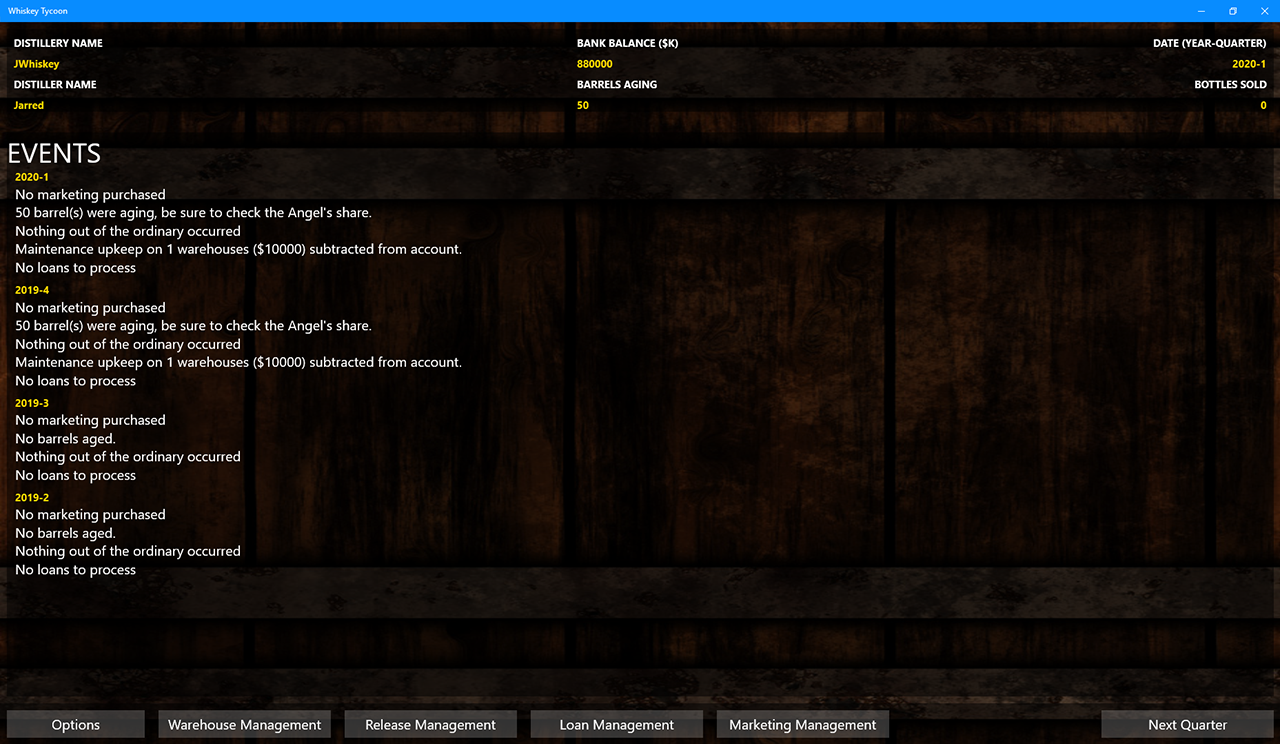 Whiskey Tycoon
DISTILLERY NAME BANK BALANCE ($K) DATE (YEAR-QUARTER)
JWhiskey 880000 2020-1
DISTILLER NAME BARRELS AGING BOTTLES SOLD
Jarred 50 0
EVENTS
2020-1
No marketing purchased
50 barrel(s) were aging, be sure to check the Angel's share.
Nothing out of the ordinary occurred
Maintenance upkeep on 1 warehouses ($10000) subtracted from account.
No loans to process
2019-4
No marketing purchased
50 barrel(s) were aging, be sure to check the Angel's share.
Nothing out of the ordinary occurred
Maintenance upkeep on 1 warehouses ($10000) subtracted from account.
No loans to process
2019-3
No marketing purchased
No barrels aged.
Nothing out of the ordinary occurred
No loans to process
2019-2
No marketing purchased
No barrels aged.
Nothing out of the ordinary occurred
No loans to process
Options Warehouse Management Release Management Loan Management Marketing Management Next Quarter